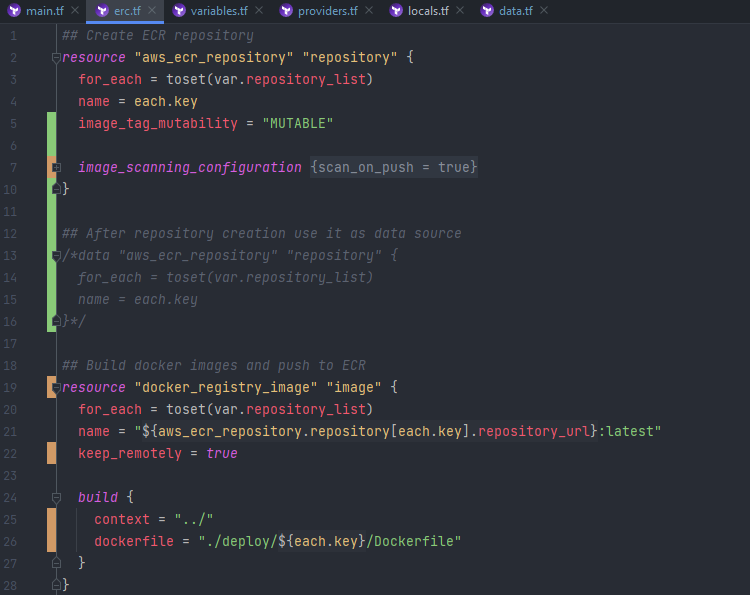 main.tf erc.tf variables.tf providers.tf locals.tf data.tf
1 ## Create ECR repository
2 resource "aws_ecr_repository" "repository" {
3 for_each = toset(var.repository_list)
4 name = each.key
5 image_tag_mutability = "MUTABLE"
6
7 image_scanning_configuration {scan_on_push = true}
10 }
11
12 ## After repository creation use it as data source
13 /*data "aws_ecr_repository" "repository" {
14 for_each = toset(var.repository_list)
15 name = each.key
16 }*/
17
18 ## Build docker images and push to ECR
19 resource "docker_registry_image" "image" {
20 for_each = toset(var.repository_list)
21 name = "${aws_ecr_repository.repository[each.key].repository_url}:latest"
22 keep_remotely = true
23
24 build {
25 context = "../"
26 dockerfile = "./deploy/${each.key}/Dockerfile"
27 }
28 }